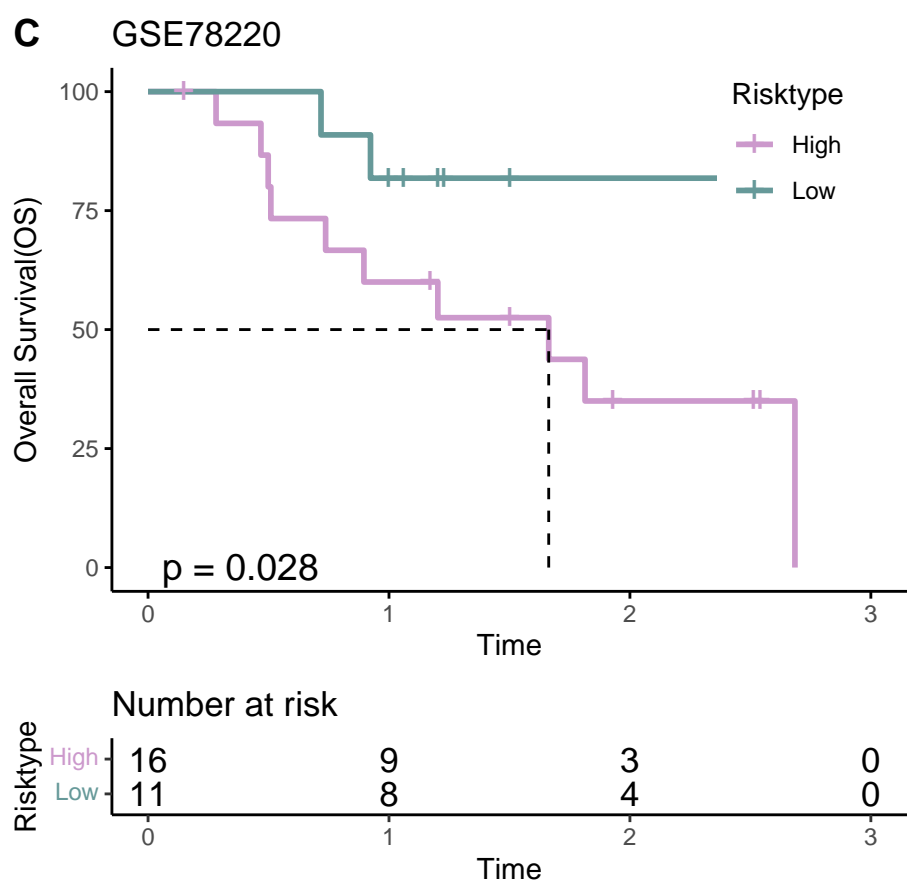 C GSE78220
Risktype
High
Low
Overall Survival(OS)
100
75
50
25
0
p = 0.028
0 1 2 3
Time
Number at risk
Risktype
High 16 9 3 0
Low 11 8 4 0
0 1 2 3
Time